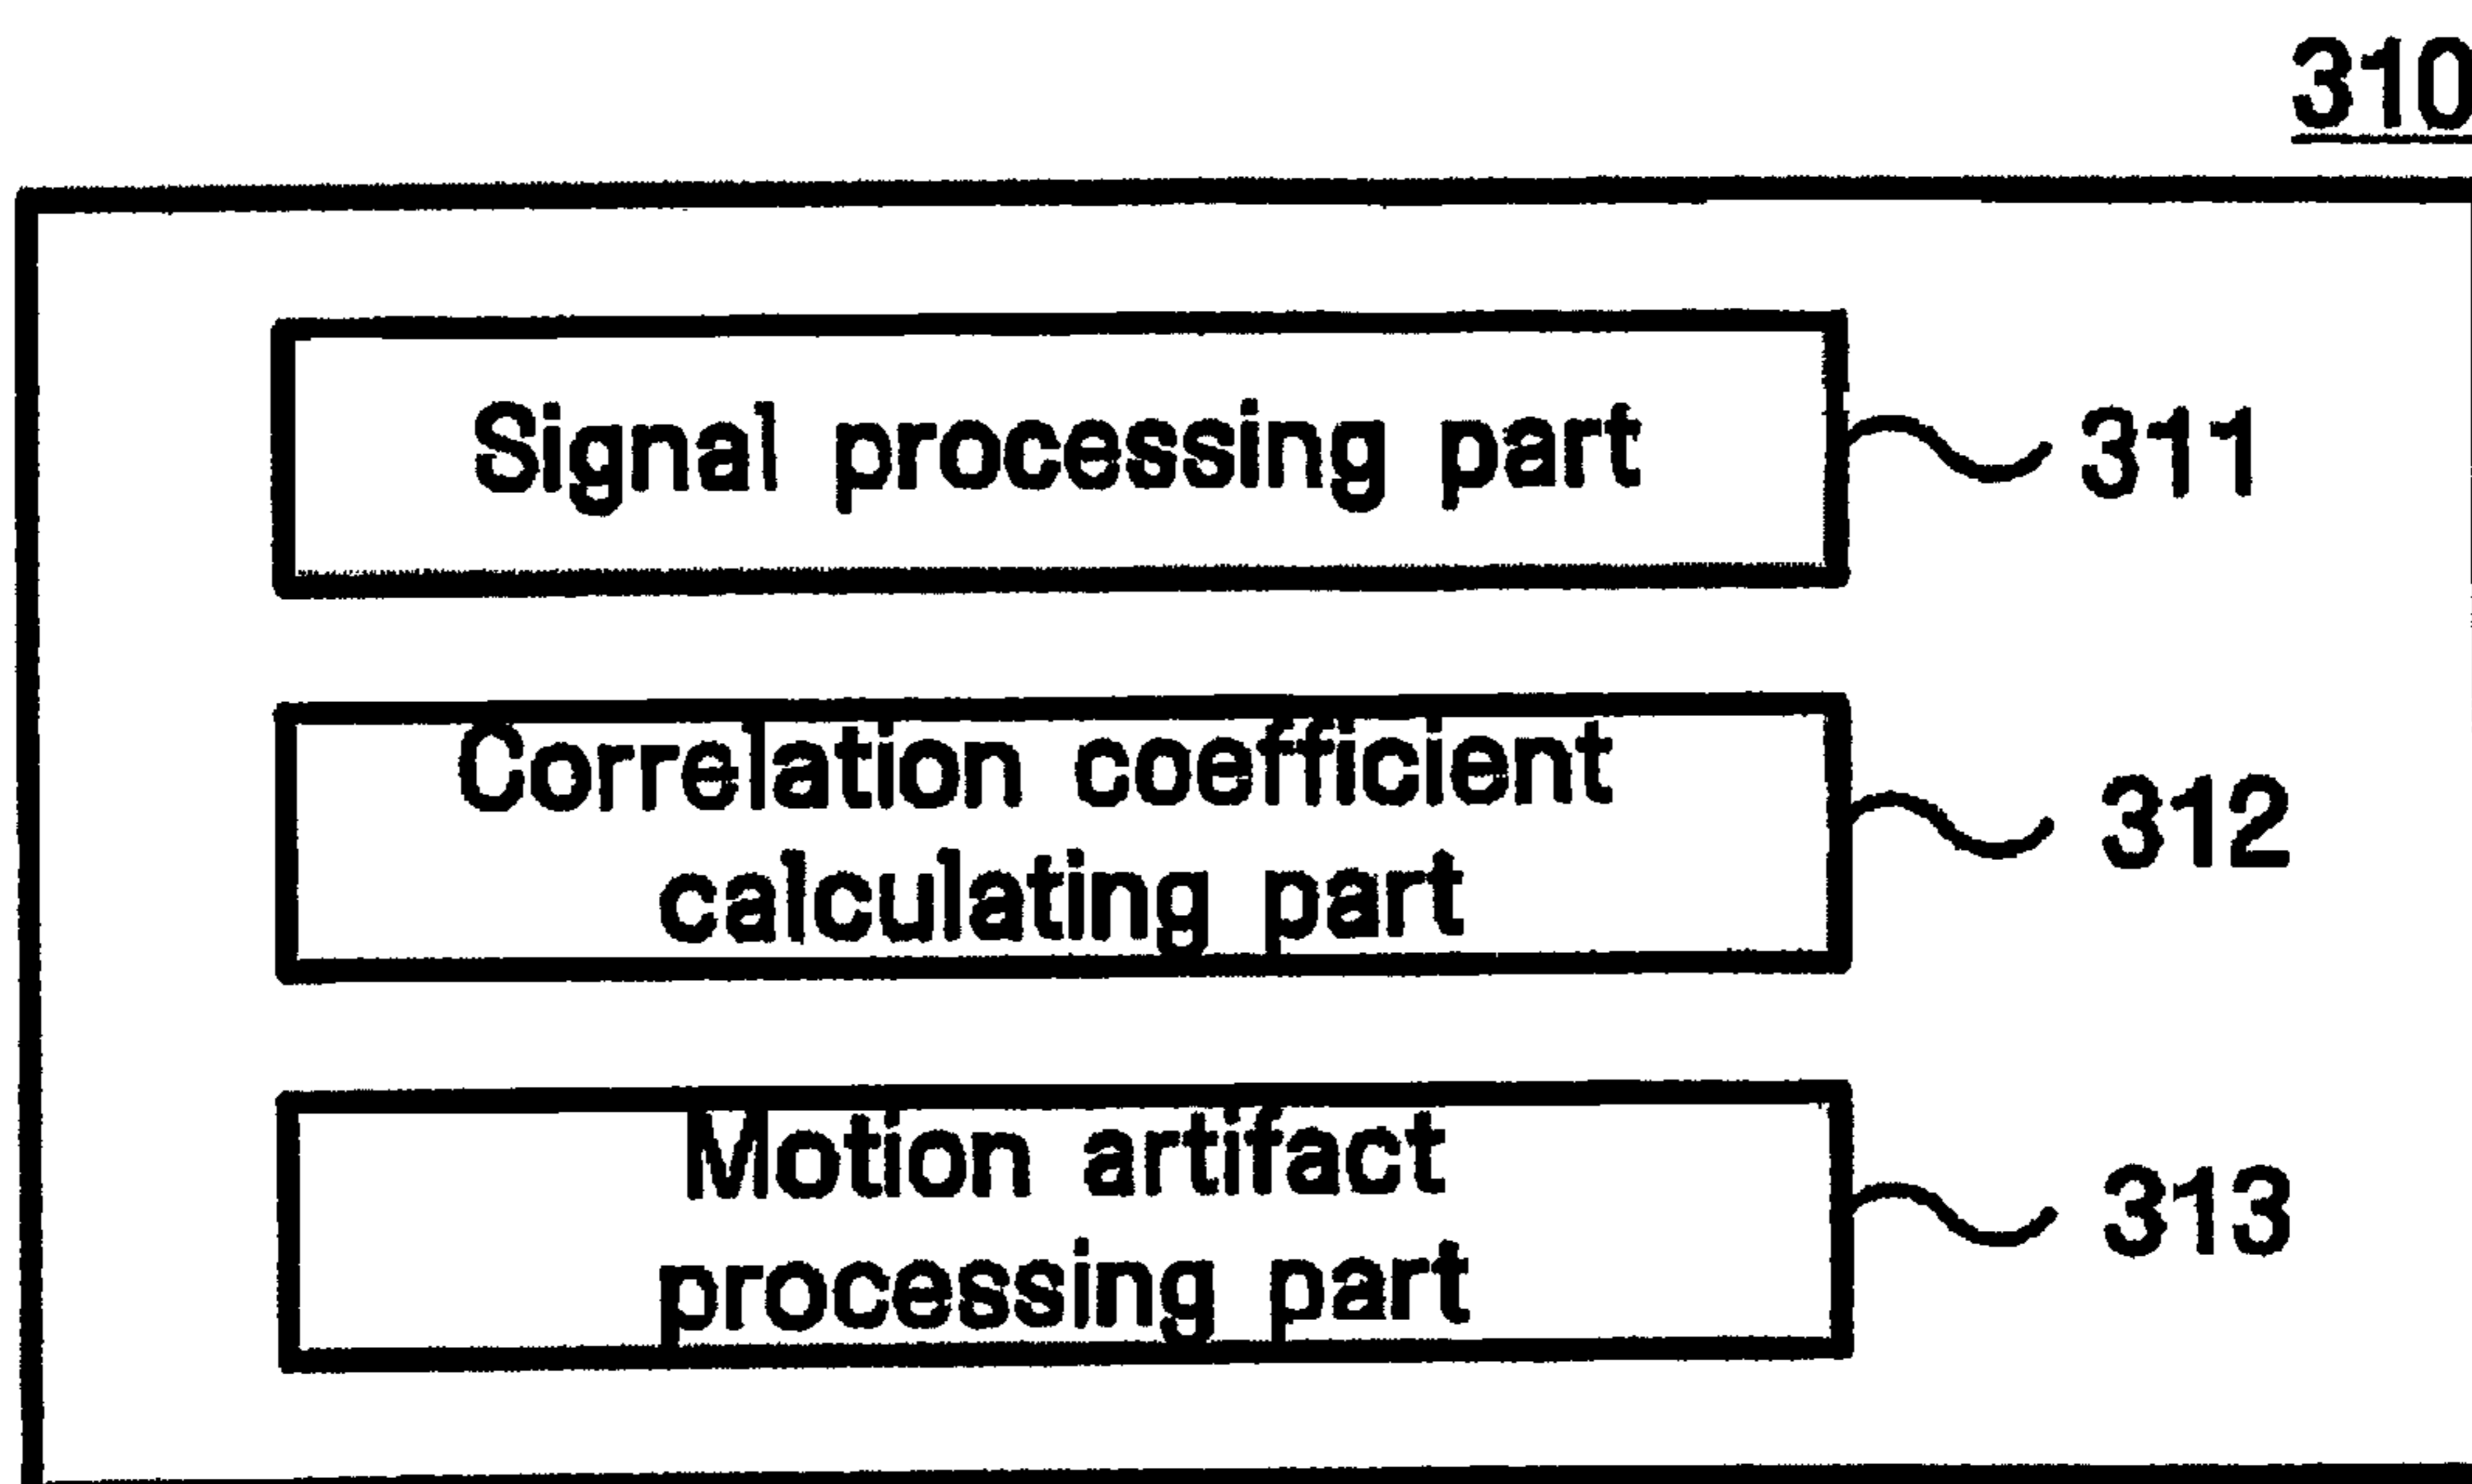 310
Signal processing part
311
Correlation coefficient
calculating part
312
Motion artifact
processing part
313